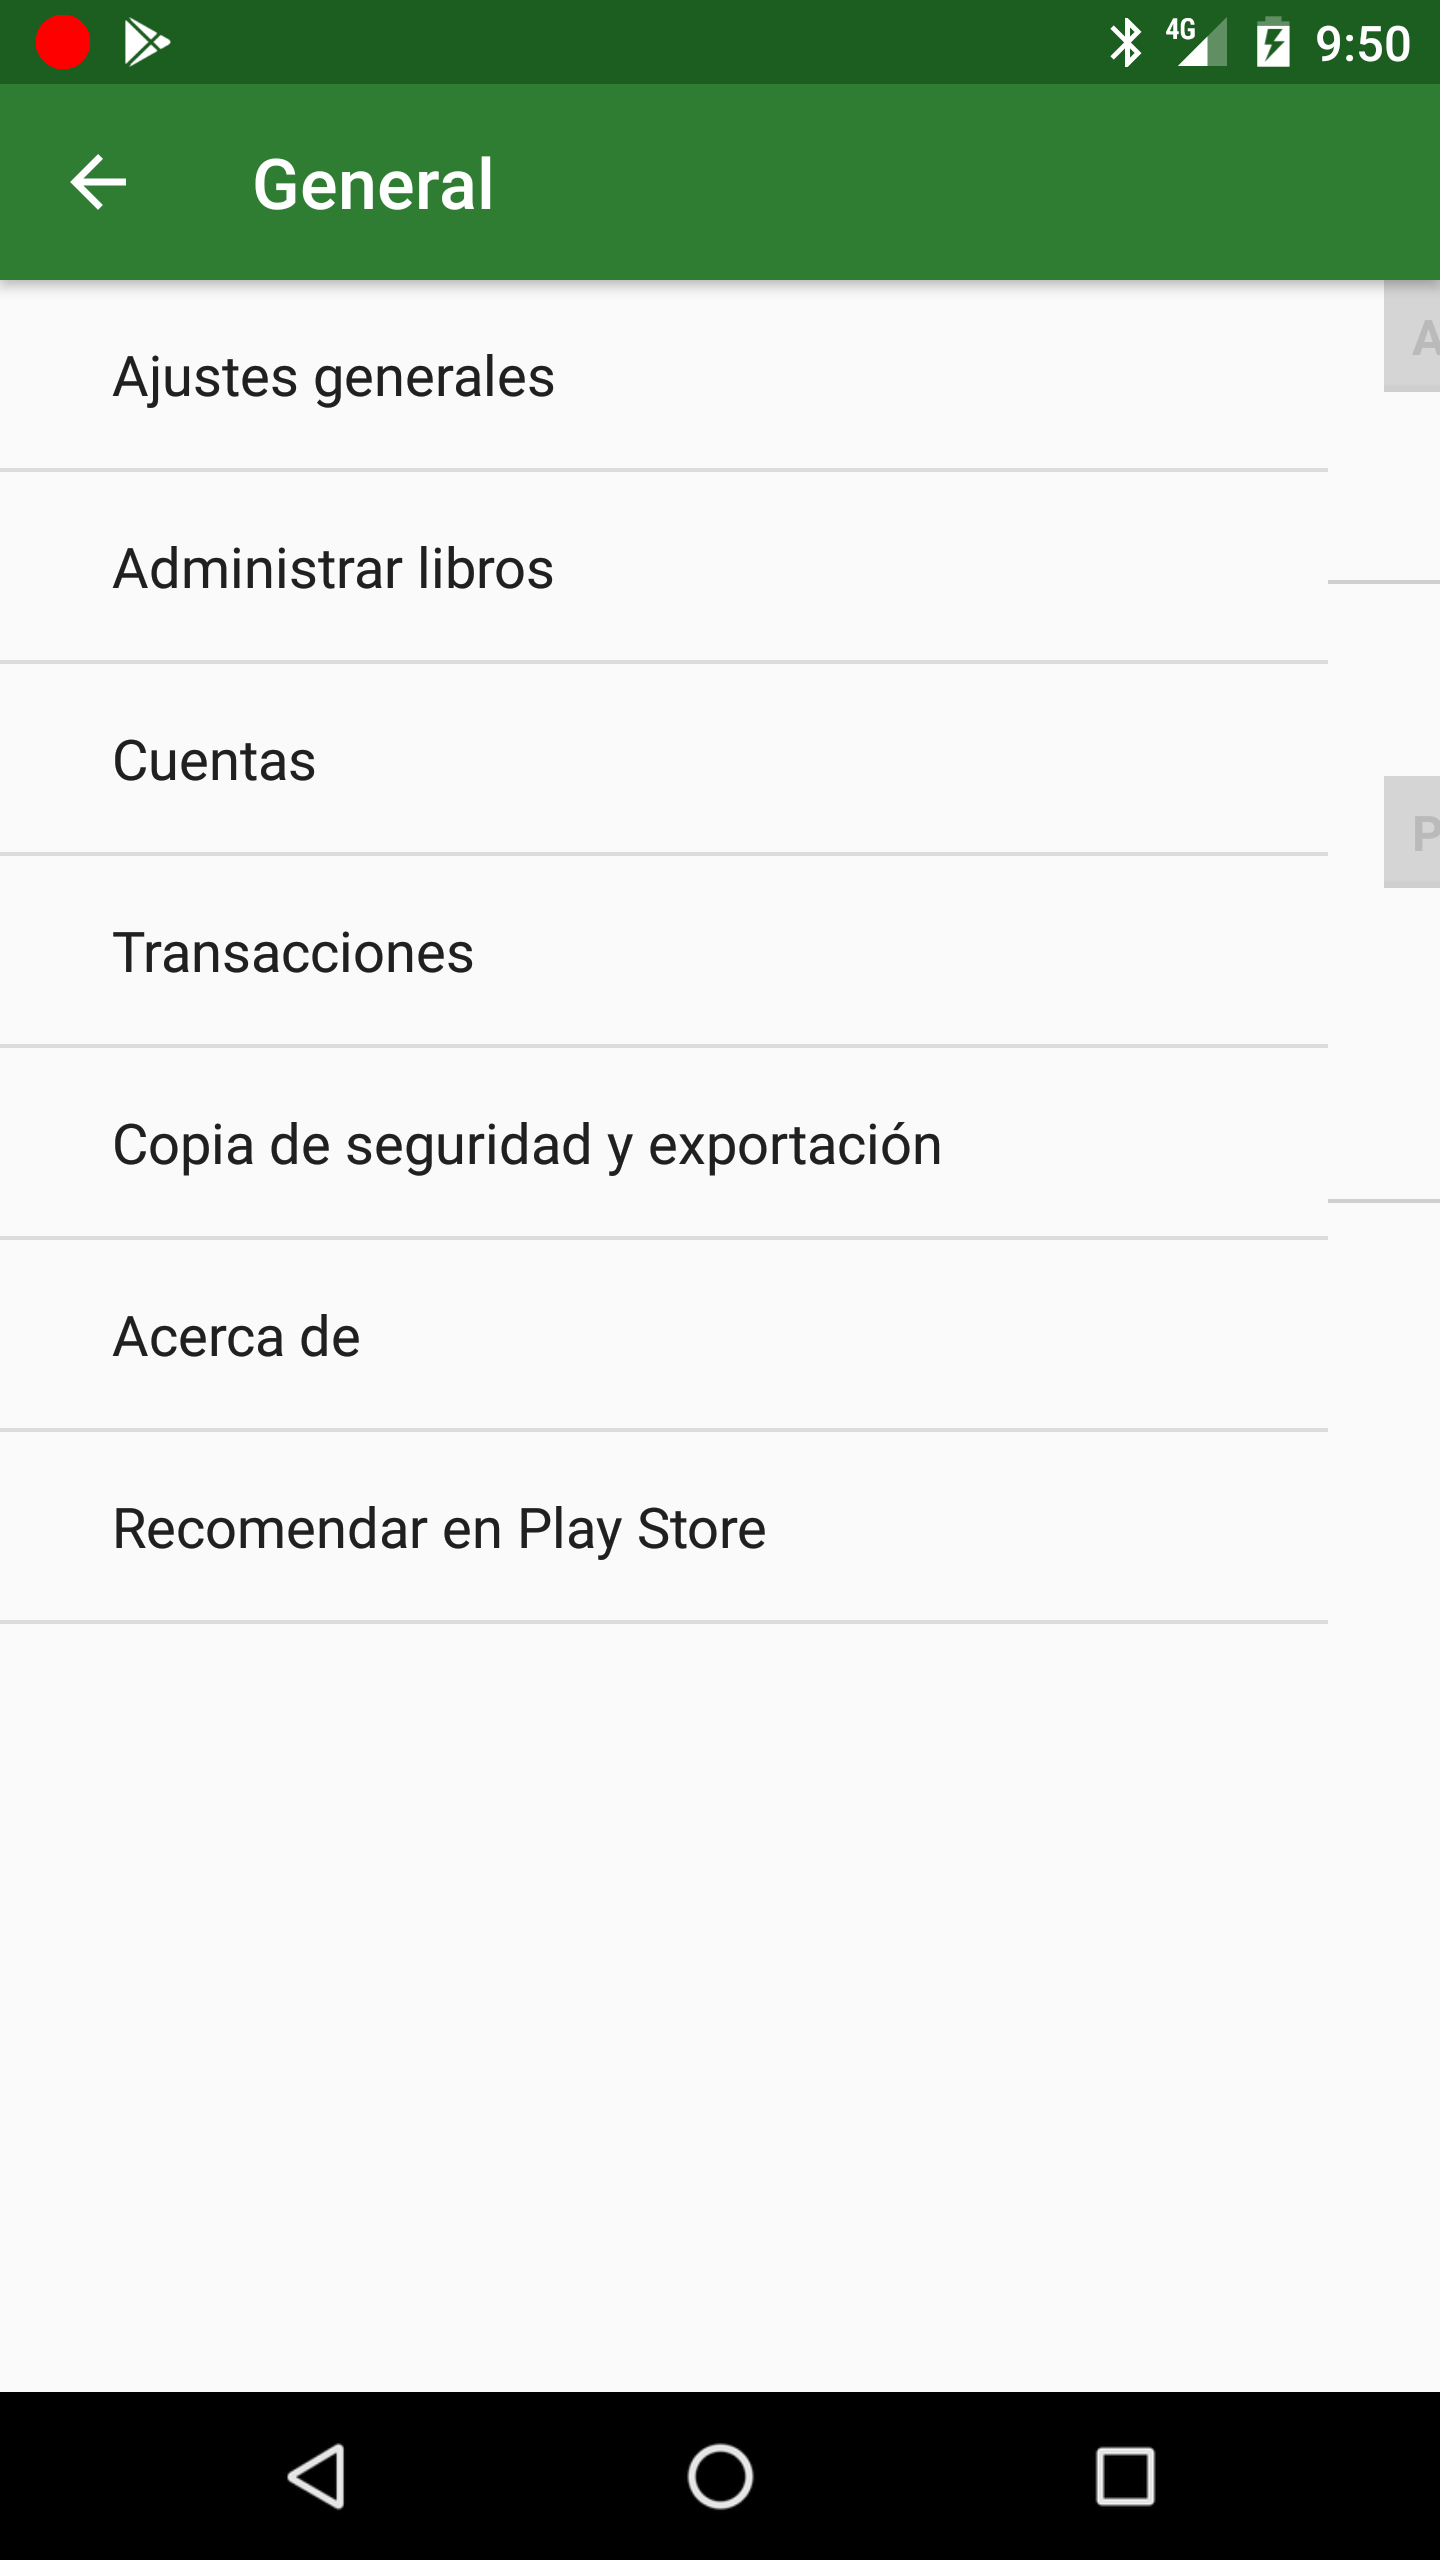 4G 9:50
General
Ajustes generales
A
Administrar libros
Cuentas
P
Transacciones
Copia de seguridad y exportación
Acerca de
Recomendar en Play Store